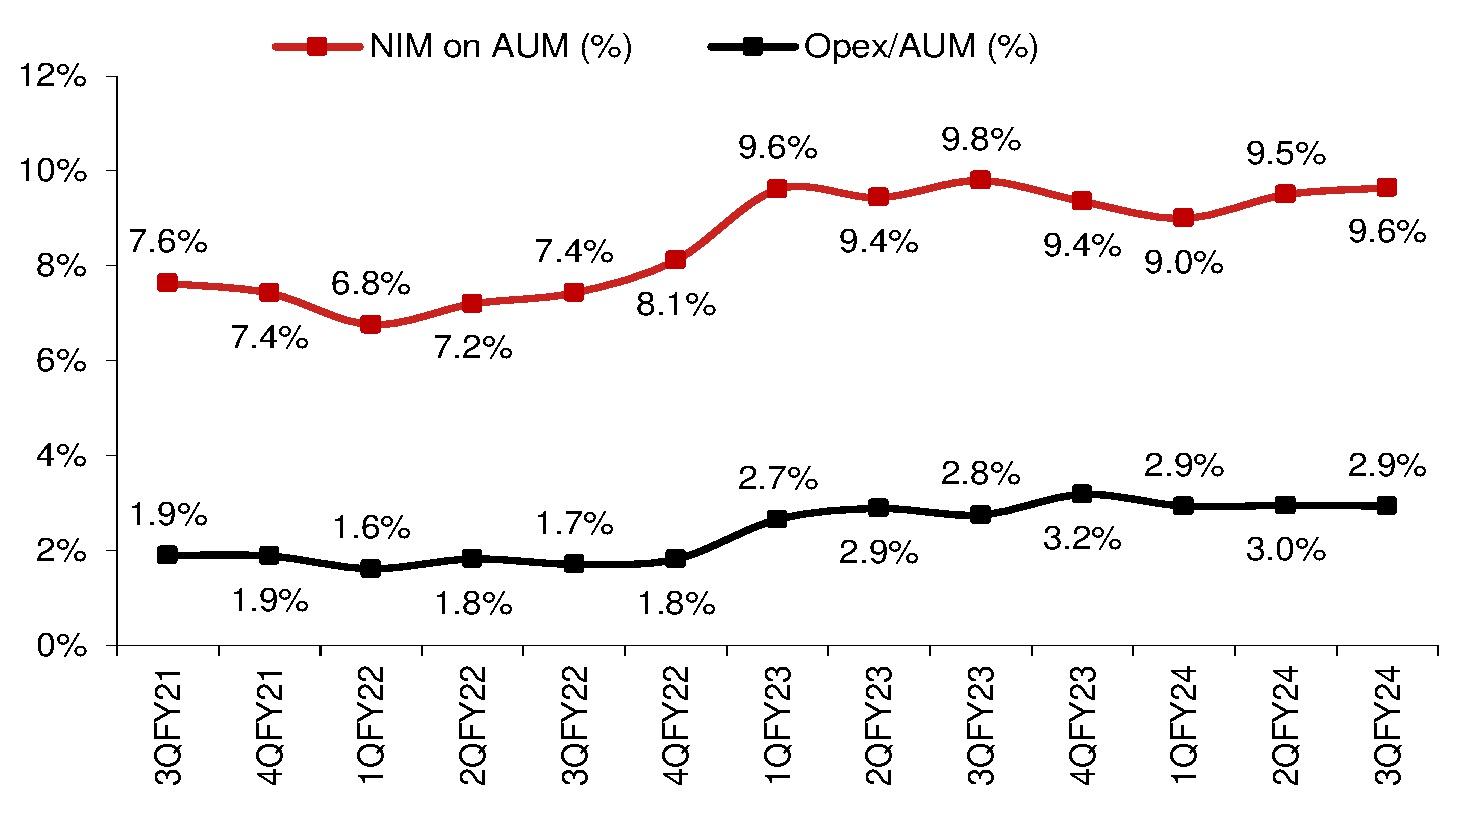 NIM on AUM (%) Opex/AUM (%)
12%
10%
8%
6%
4%
2%
0%
7.6%
7.4%
6.8%
7.2%
7.4%
8.1%
9.6%
9.4%
9.8%
9.4%
9.0%
9.5%
9.6%
1.9%
1.9%
1.6%
1.8%
1.7%
1.8%
2.7%
2.9%
2.8%
3.2%
2.9%
3.0%
2.9%
3QFY21
4QFY21
1QFY22
2QFY22
3QFY22
4QFY22
1QFY23
2QFY23
3QFY23
4QFY23
1QFY24
2QFY24
3QFY24